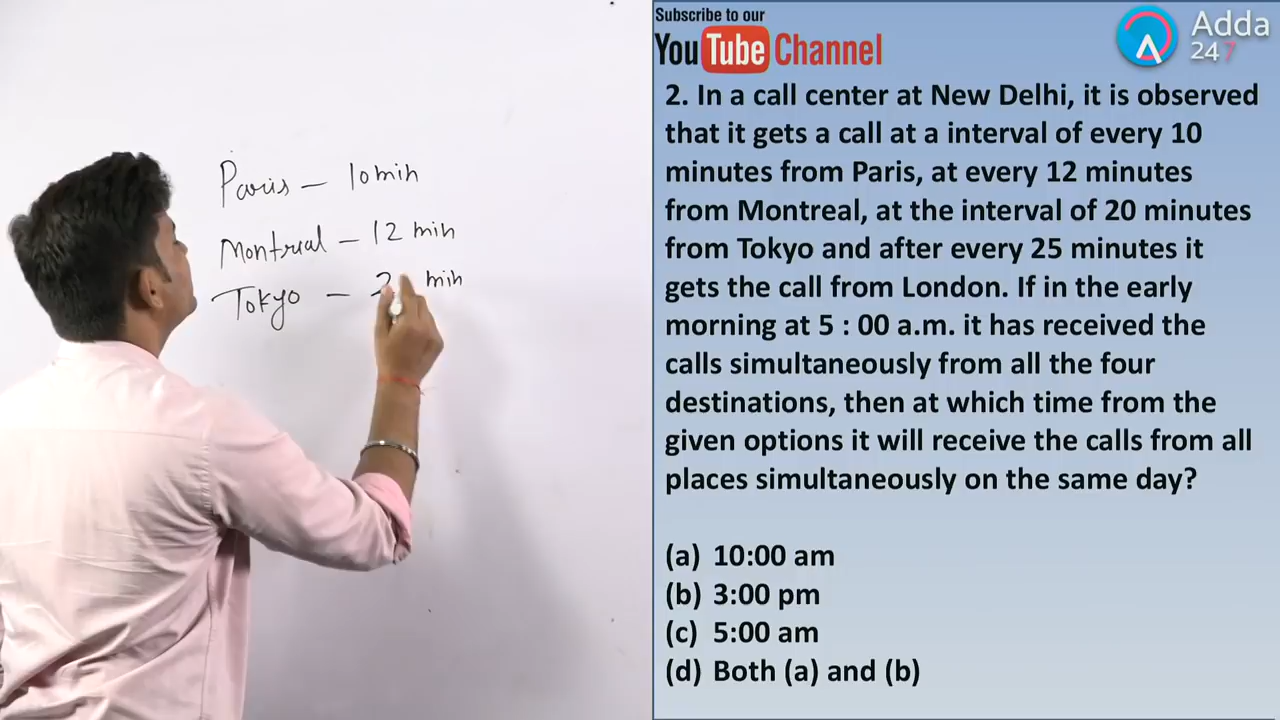 Paris – 10 min
Montreal – 12 min
Tokyo – 2 min
Subscribe to our
YouTube Channel
Adda
247
2. In a call center at New Delhi, it is observed
that it gets a call at a interval of every 10
minutes from Paris, at every 12 minutes
from Montreal, at the interval of 20 minutes
from Tokyo and after every 25 minutes it
gets the call from London. If in the early
morning at 5 : 00 a.m. it has received the
calls simultaneously from all the four
destinations, then at which time from the
given options it will receive the calls from all
places simultaneously on the same day?
(a) 10:00 am
(b) 3:00 pm
(c) 5:00 am
(d) Both (a) and (b)